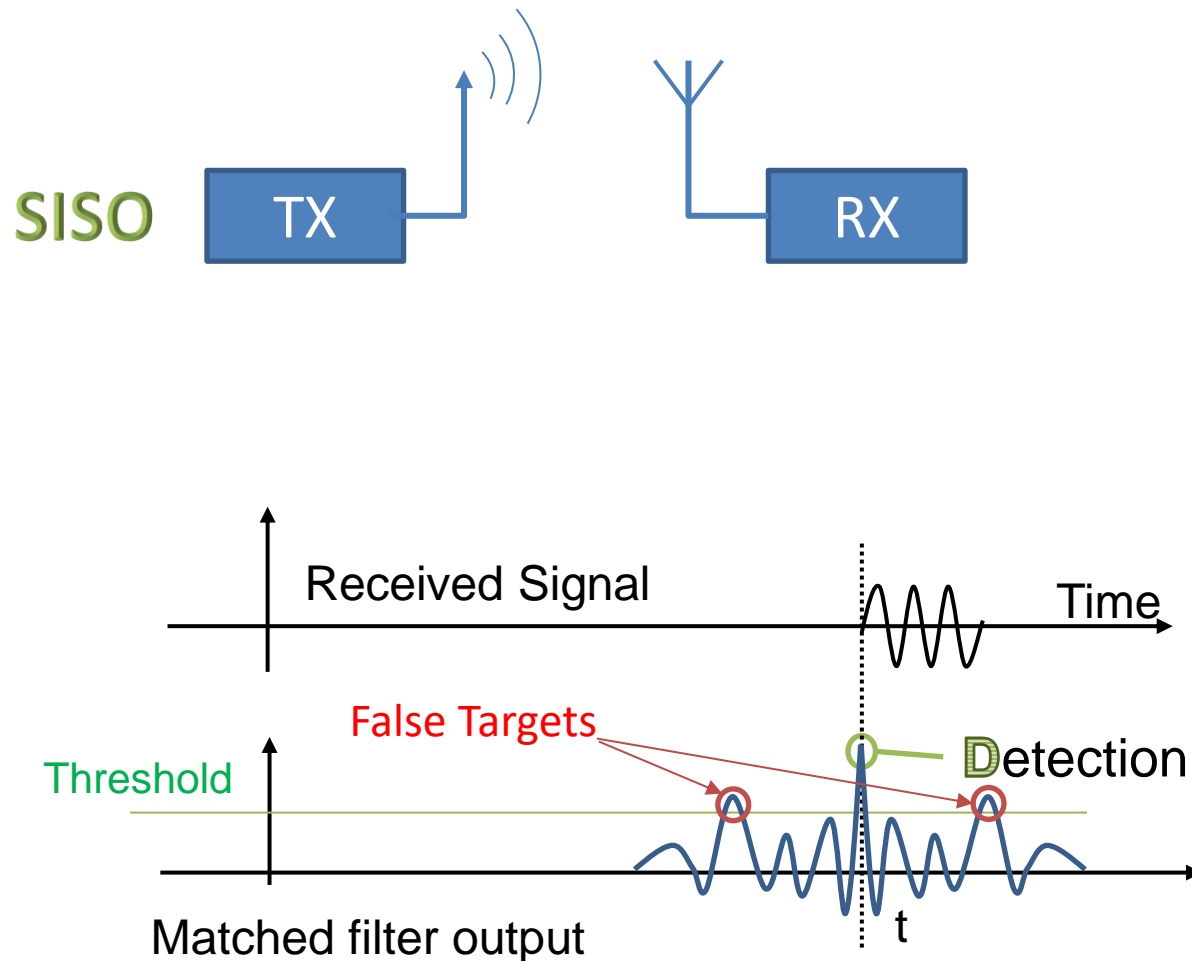 SISO
TX
RX
Received Signal
Time
False Targets
Threshold
Detection
t
Matched filter output